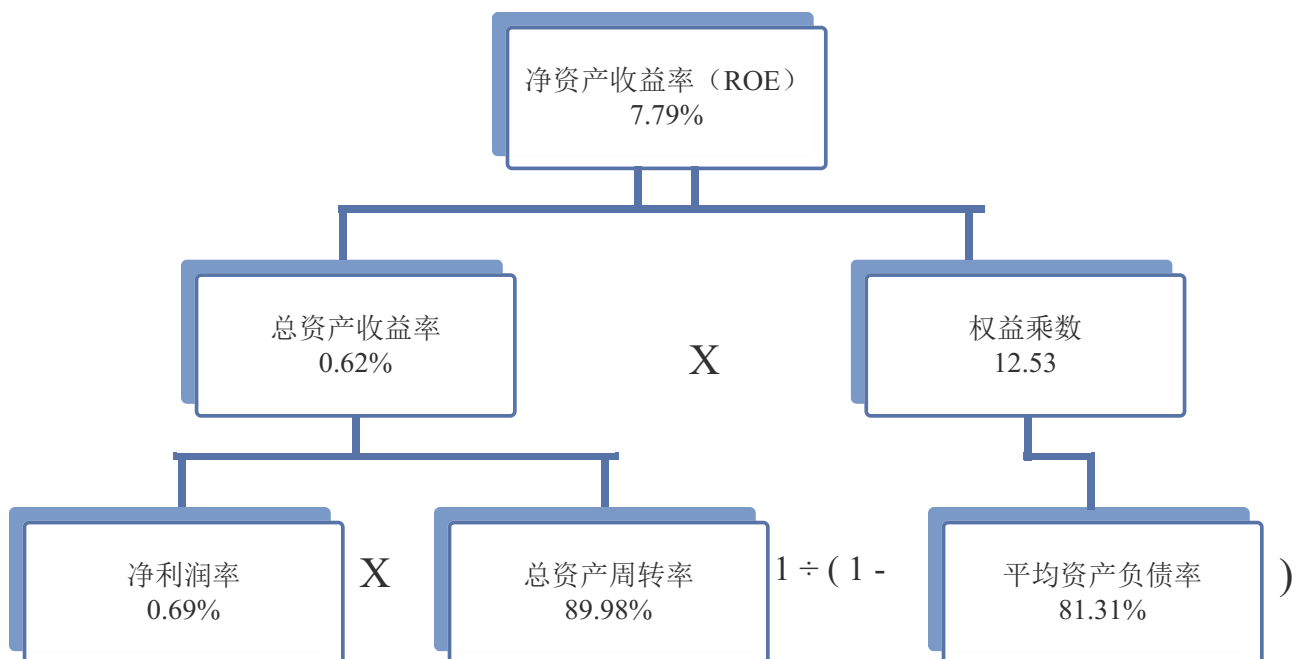 净资产收益率（ROE）
7.79%
总资产收益率
0.62%
X
权益乘数
12.53
净利润率
0.69%
X
总资产周转率
89.98%
1 ÷ ( 1 -
平均资产负债率
81.31%
)